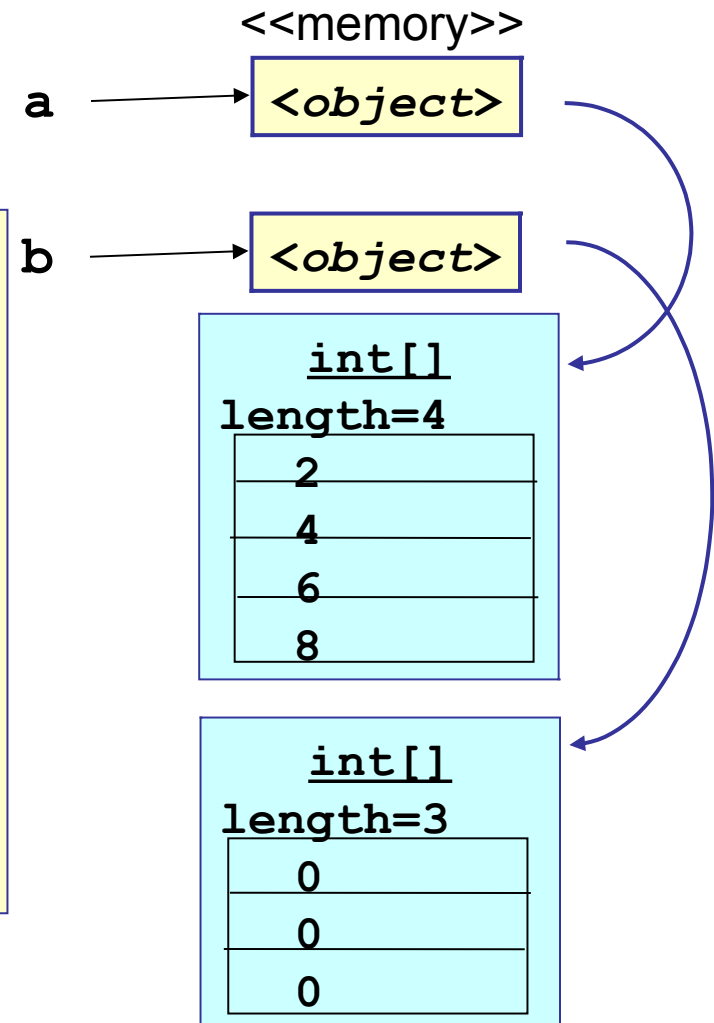 <<memory>>
a <object>
b <object>
int[]
length=4
2
4
6
8
int[]
length=3
0
0
0